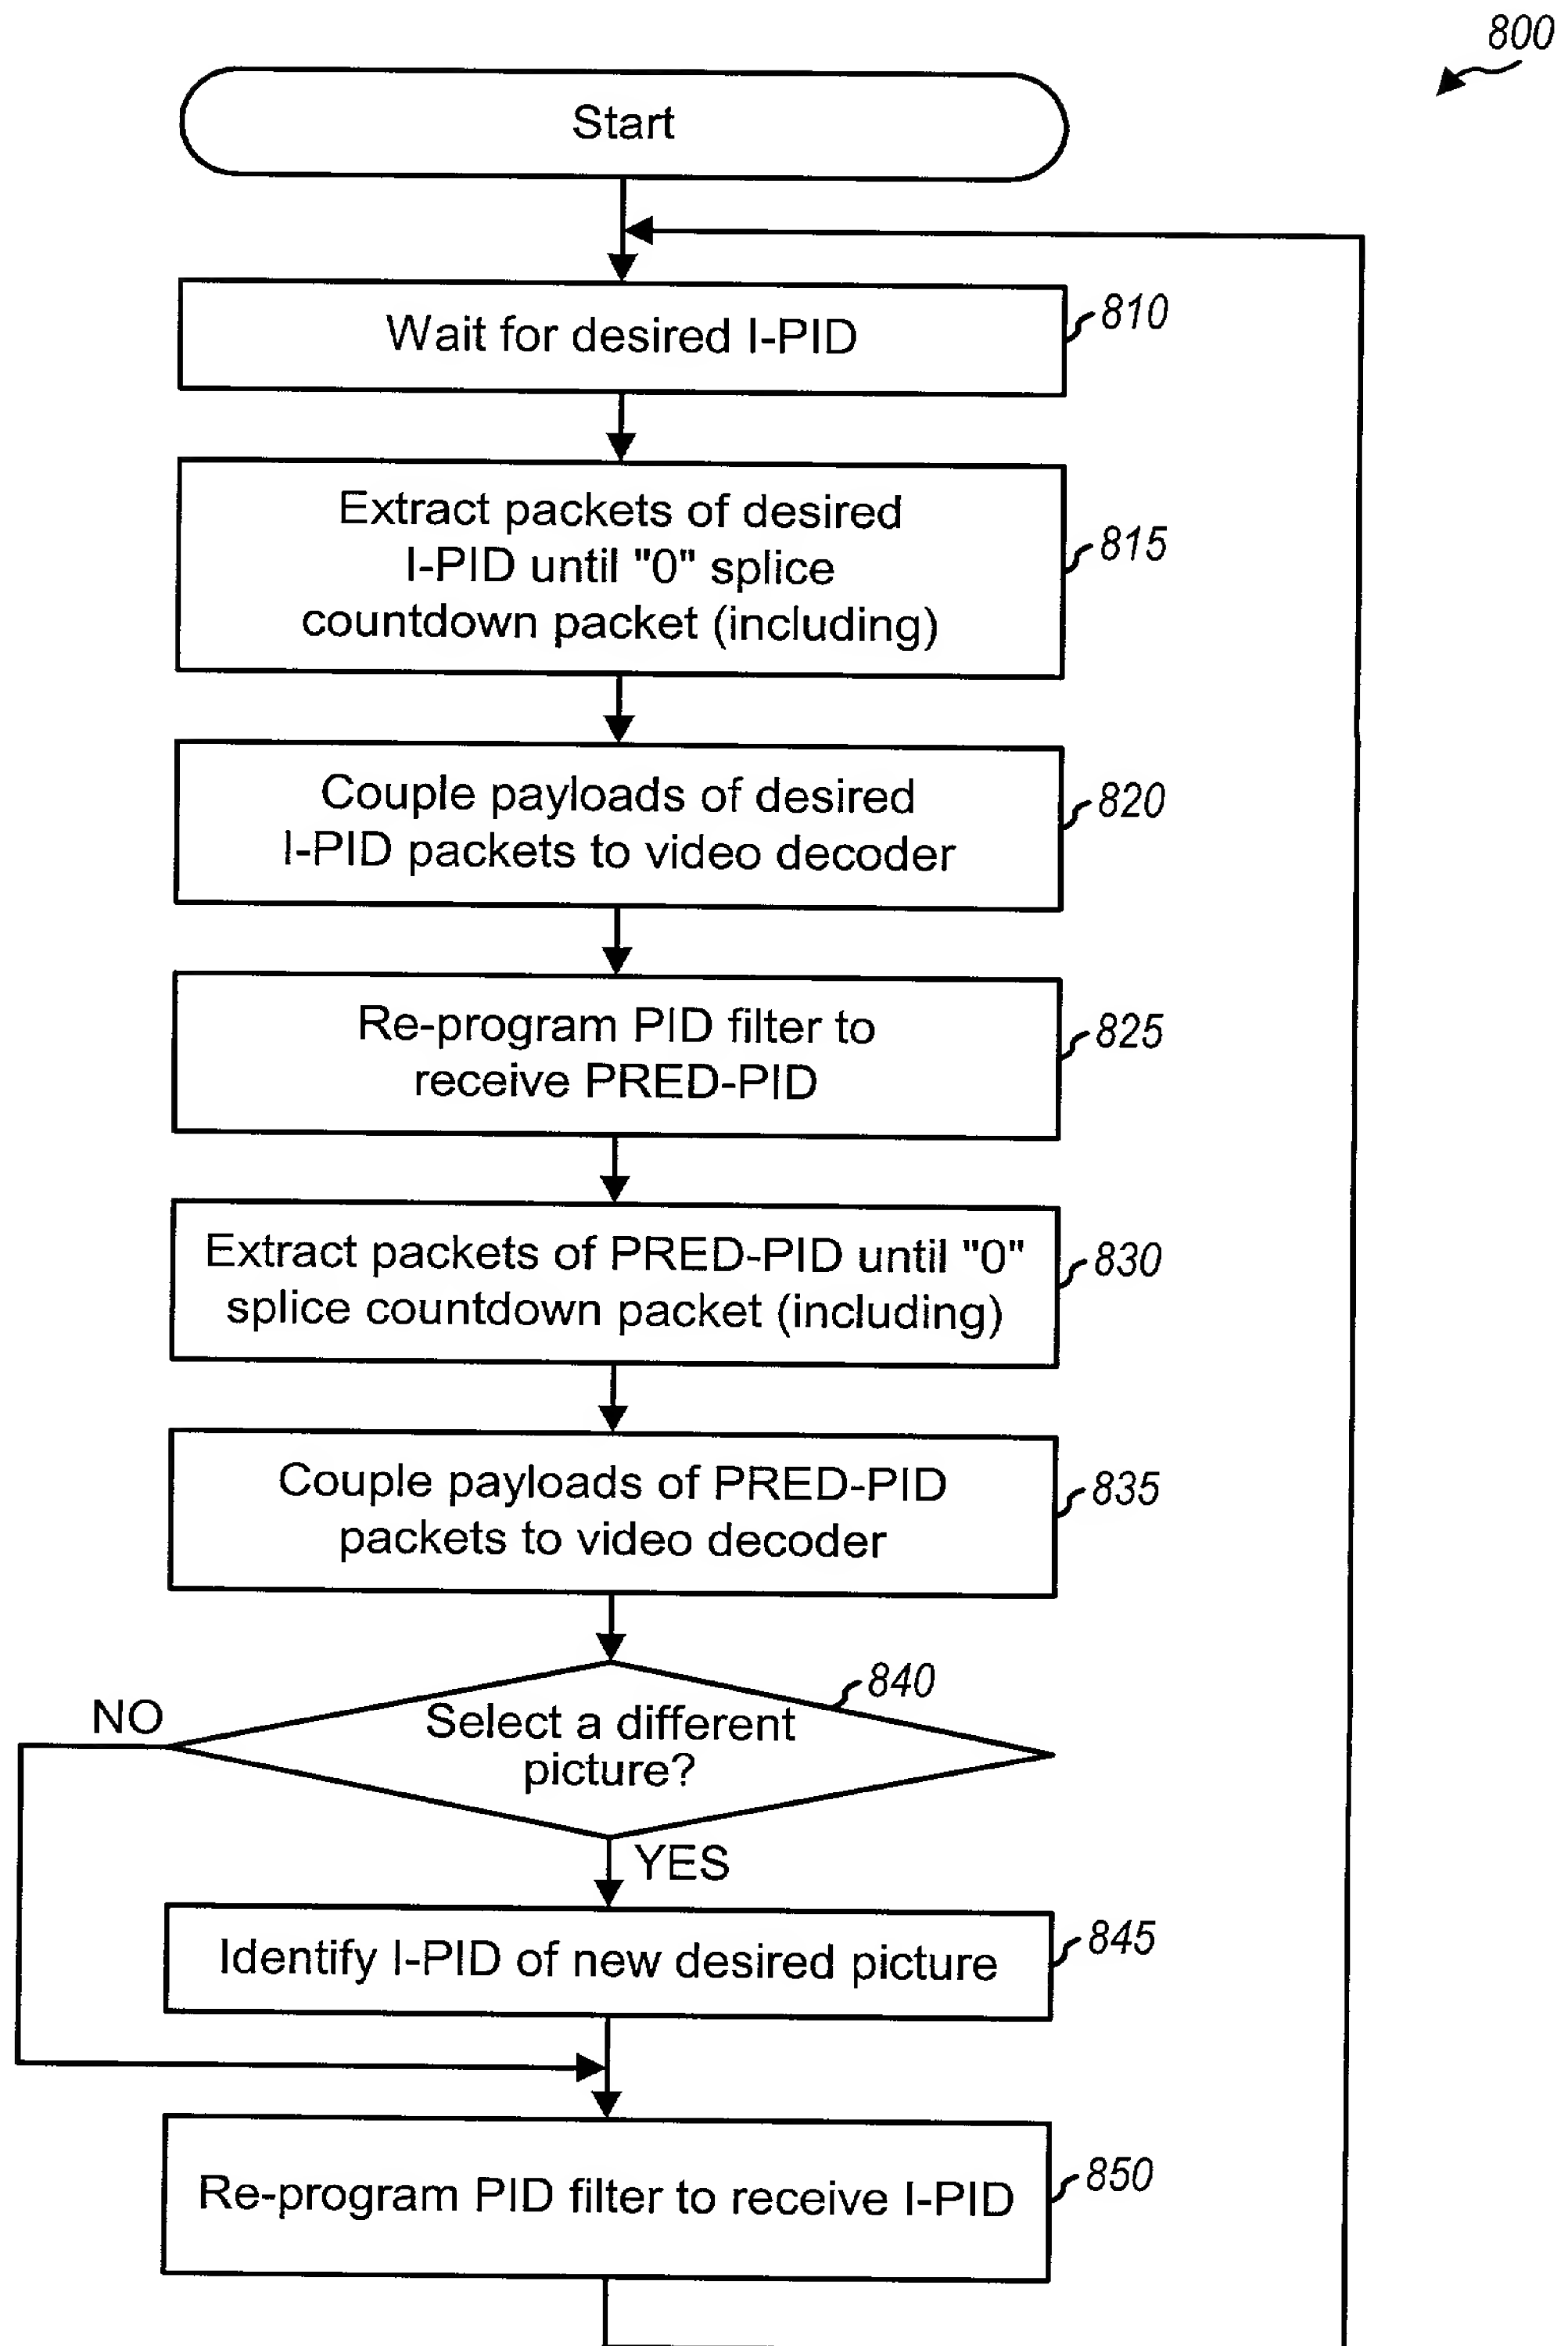 800
Start
Wait for desired I-PID
810
Extract packets of desired
I-PID until "0" splice
countdown packet (including)
815
Couple payloads of desired
I-PID packets to video decoder
820
Re-program PID filter to
receive PRED-PID
825
Extract packets of PRED-PID until "0"
splice countdown packet (including)
830
Couple payloads of PRED-PID
packets to video decoder
835
840
NO
Select a different
picture?
YES
Identify I-PID of new desired picture
845
Re-program PID filter to receive I-PID
850